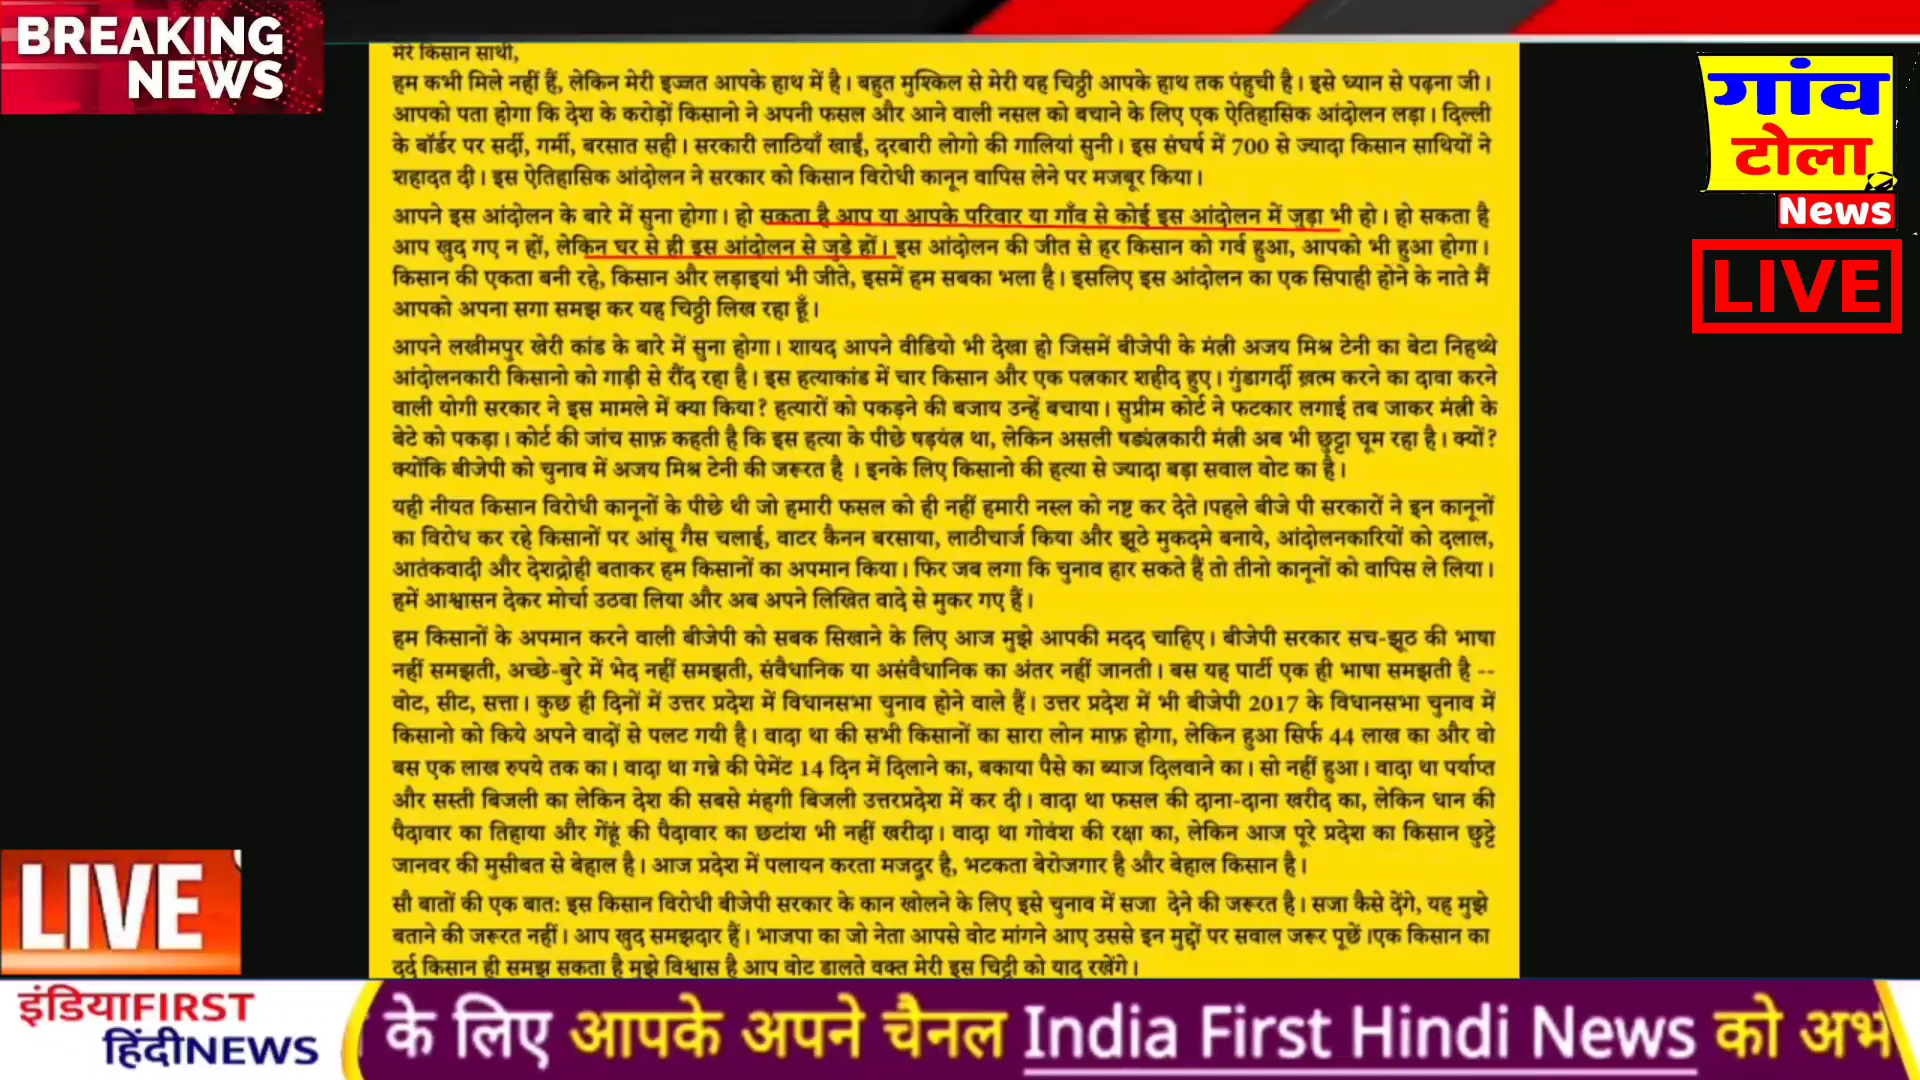 BREAKING
NEWS
मेरे किसान साथी,
हम कभी मिले नहीं हैं, लेकिन मेरी इज्जत आपके हाथ में है। बहुत मुश्किल से मेरी यह चिठ्ठी आपके हाथ तक पंहुची है। इसे ध्यान से पढ़ना जी।
आपको पता होगा कि देश के करोड़ों किसानो ने अपनी फसल और आने वाली नसल को बचाने के लिए एक ऐतिहासिक आंदोलन लड़ा। दिल्ली
के बॉर्डर पर सर्दी, गर्मी, बरसात सही। सरकारी लाठियाँ खाईं, दरबारी लोगो की गालियां सुनी। इस संघर्ष में 700 से ज्यादा किसान साथियों ने
शहादत दी। इस ऐतिहासिक आंदोलन ने सरकार को किसान विरोधी कानून वापिस लेने पर मजबूर किया।
आपने इस आंदोलन के बारे में सुना होगा। हो सकता है आप या आपके परिवार या गाँव से कोई इस आंदोलन में जुड़ा भी हो। हो सकता है
आप खुद गए न हों, लेकिन घर से ही इस आंदोलन से जुडे हों। इस आंदोलन की जीत से हर किसान को गर्व हुआ, आपको भी हुआ होगा।
किसान की एकता बनी रहे, किसान और लड़ाइयां भी जीते, इसमें हम सबका भला है। इसलिए इस आंदोलन का एक सिपाही होने के नाते मैं
आपको अपना सगा समझ कर यह चिठ्ठी लिख रहा हूँ।
आपने लखीमपुर खेरी कांड के बारे में सुना होगा। शायद आपने वीडियो भी देखा हो जिसमें बीजेपी के मंत्री अजय मिश्र टेनी का बेटा निहथ्थे
आंदोलनकारी किसानो को गाड़ी से रौंद रहा है। इस हत्याकांड में चार किसान और एक पत्रकार शहीद हुए। गुंडागर्दी ख़त्म करने का दावा करने
वाली योगी सरकार ने इस मामले में क्या किया? हत्यारों को पकड़ने की बजाय उन्हें बचाया। सुप्रीम कोर्ट ने फटकार लगाई तब जाकर मंत्री के
बेटे को पकड़ा। कोर्ट की जांच साफ़ कहती है कि इस हत्या के पीछे षड़यंत्र था, लेकिन असली षड्यंत्रकारी मंत्री अब भी छुट्टा घूम रहा है। क्यों?
क्योंकि बीजेपी को चुनाव में अजय मिश्र टेनी की जरूरत है । इनके लिए किसानो की हत्या से ज्यादा बड़ा सवाल वोट का है।
यही नीयत किसान विरोधी कानूनों के पीछे थी जो हमारी फसल को ही नहीं हमारी नस्ल को नष्ट कर देते।पहले बीजे पी सरकारों ने इन कानूनों
का विरोध कर रहे किसानों पर आंसू गैस चलाई, वाटर कैनन बरसाया, लाठीचार्ज किया और झूठे मुकदमे बनाये, आंदोलनकारियों को दलाल,
आतंकवादी और देशद्रोही बताकर हम किसानों का अपमान किया। फिर जब लगा कि चुनाव हार सकते हैं तो तीनो कानूनों को वापिस ले लिया।
हमें आश्वासन देकर मोर्चा उठवा लिया और अब अपने लिखित वादे से मुकर गए हैं।
हम किसानों के अपमान करने वाली बीजेपी को सबक सिखाने के लिए आज मुझे आपकी मदद चाहिए। बीजेपी सरकार सच-झूठ की भाषा
नहीं समझती, अच्छे-बुरे में भेद नहीं समझती, संवैधानिक या असंवैधानिक का अंतर नहीं जानती। बस यह पार्टी एक ही भाषा समझती है --
वोट, सीट, सत्ता। कुछ ही दिनों में उत्तर प्रदेश में विधानसभा चुनाव होने वाले हैं। उत्तर प्रदेश में भी बीजेपी 2017 के विधानसभा चुनाव में
किसानो को किये अपने वादों से पलट गयी है। वादा था की सभी किसानों का सारा लोन माफ़ होगा, लेकिन हुआ सिर्फ 44 लाख का और वो
बस एक लाख रुपये तक का। वादा था गन्ने की पेमेंट 14 दिन में दिलाने का, बकाया पैसे का ब्याज दिलवाने का। सो नहीं हुआ। वादा था पर्याप्त
और सस्ती बिजली का लेकिन देश की सबसे मंहगी बिजली उत्तरप्रदेश में कर दी। वादा था फसल की दाना-दाना खरीद का, लेकिन धान की
पैदावार का तिहाया और गेंहूं की पैदावार का छटांश भी नहीं खरीदा। वादा था गोवंश की रक्षा का, लेकिन आज पूरे प्रदेश का किसान छुट्टे
जानवर की मुसीबत से बेहाल है। आज प्रदेश में पलायन करता मजदूर है, भटकता बेरोजगार है और बेहाल किसान है।
सौ बातों की एक बात: इस किसान विरोधी बीजेपी सरकार के कान खोलने के लिए इसे चुनाव में सजा देने की जरूरत है। सजा कैसे देंगे, यह मुझे
बताने की जरूरत नहीं। आप खुद समझदार हैं। भाजपा का जो नेता आपसे वोट मांगने आए उससे इन मुद्दों पर सवाल जरूर पूछें।एक किसान का
दर्द किसान ही समझ सकता है मुझे विश्वास है आप वोट डालते वक्त मेरी इस चिट्ठी को याद रखेंगे।
गांव
टोला
News
LIVE
LIVE
इंडियाFIRST
हिंदीNEWS
के लिए आपके अपने चैनल India First Hindi News को अभ